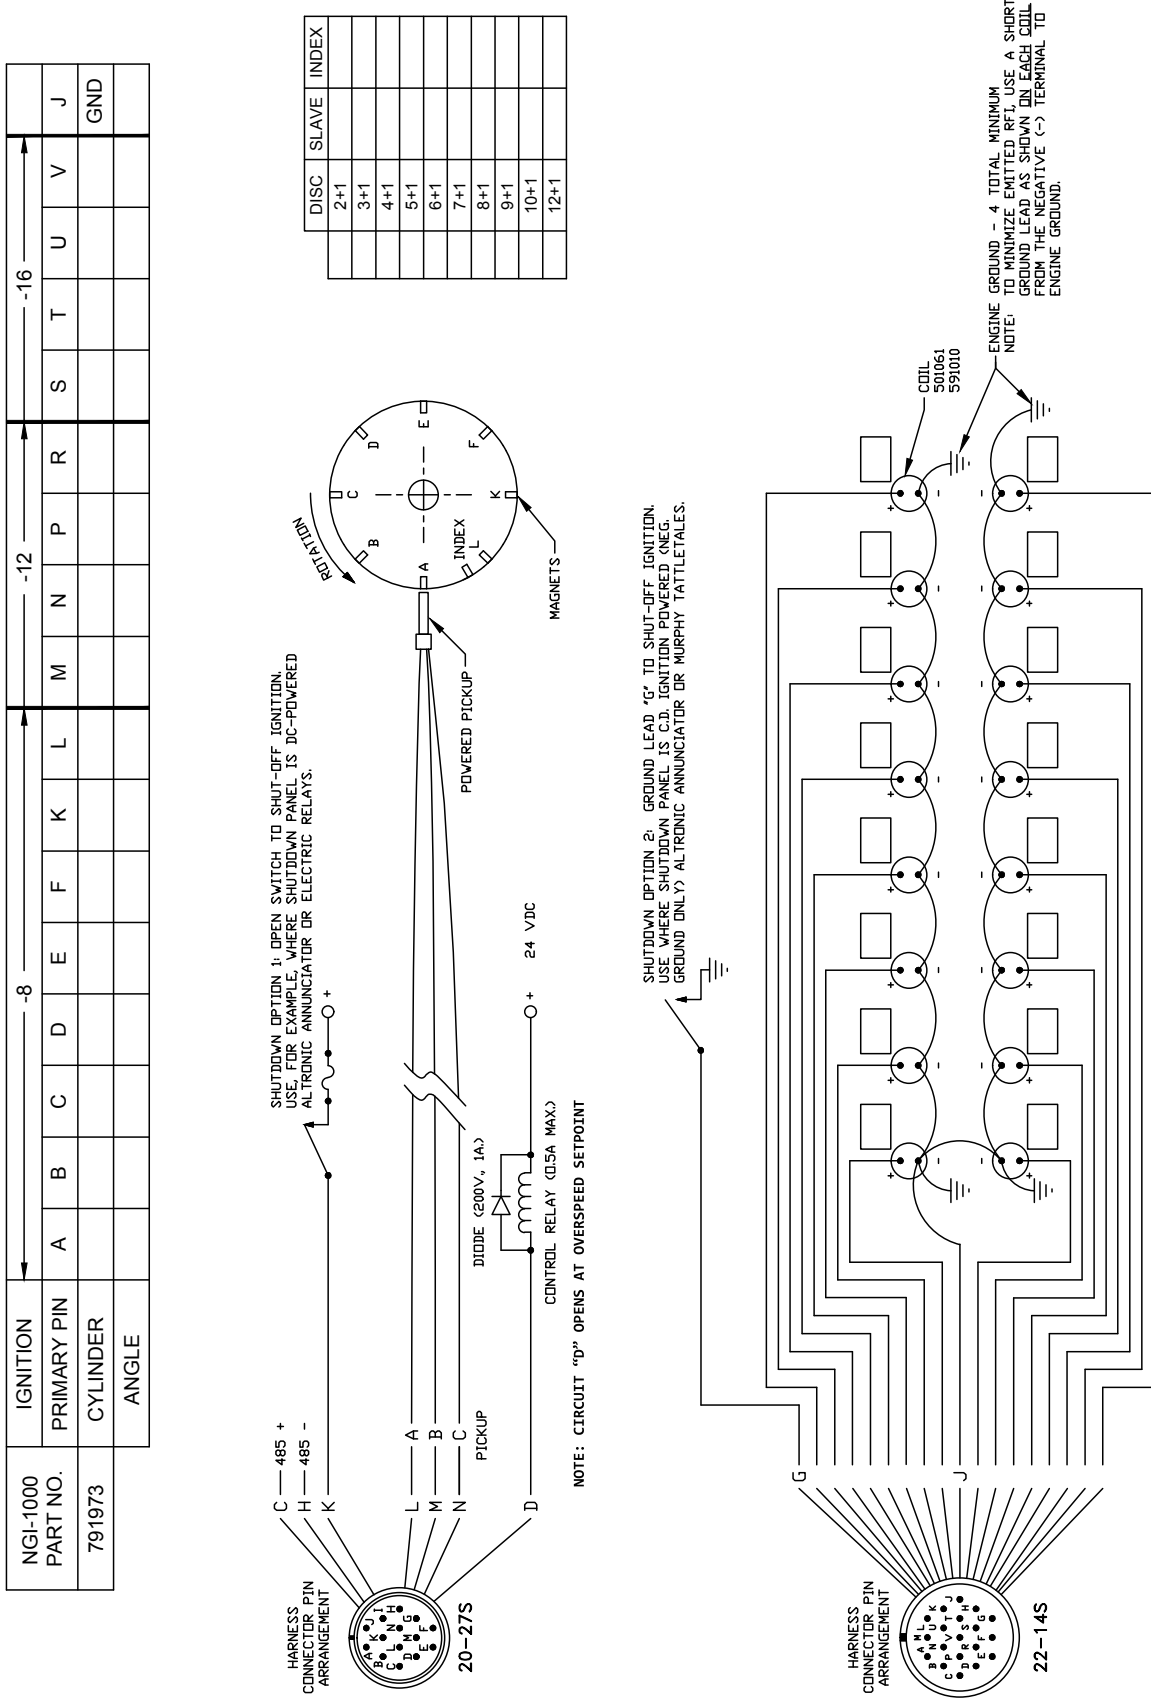 NGI-1000
PART NO.
IGNITION
-8
-12
-16
PRIMARY PIN A B C D E F K L M N P R S T U V J
791973
CYLINDER
GND
ANGLE
DISC SLAVE INDEX
2+1
3+1
4+1
5+1
6+1
7+1
8+1
9+1
10+1
12+1
SHUTDOWN OPTION 1: OPEN SWITCH TO SHUT-OFF IGNITION.
USE, FOR EXAMPLE, WHERE SHUTDOWN PANEL IS DC-POWERED
ALTRONIC ANNUNCIATOR OR ELECTRIC RELAYS.
HARNESS
CONNECTOR PIN
ARRANGEMENT
A
J
I
B
K
H
C
L
N
G
D
M
F
E
20-27S
C 485 +
H 485 -
K
+
L A
M B
N C
PICKUP
D
DIODE (200V., 1A.)
CONTROL RELAY (0.5A MAX.)
+
24 VDC
NOTE: CIRCUIT “D” OPENS AT OVERSPEED SETPOINT
POWERED PICKUP
ROTATION
A
B
C
D
E
F
K
L
INDEX
MAGNETS
SHUTDOWN OPTION 2: GROUND LEAD "G" TO SHUT-OFF IGNITION.
USE WHERE SHUTDOWN PANEL IS C.D. IGNITION POWERED (NEG.
GROUND ONLY) ALTRONIC ANNUNCIATOR OR MURPHY TATTLETALES.
HARNESS
CONNECTOR PIN
ARRANGEMENT
A M L
B N U K
C P V T J
D R S H
E F G
22-14S
G
J
+ + + + + + + +
- - - - - - - -
- - - - - - - -
+ + + + + + + +
COIL
501061
591010
ENGINE GROUND - 4 TOTAL MINIMUM
NOTE: TO MINIMIZE EMITTED RFI, USE A SHORT
GROUND LEAD AS SHOWN ON EACH COIL
FROM THE NEGATIVE (-) TERMINAL TO
ENGINE GROUND.